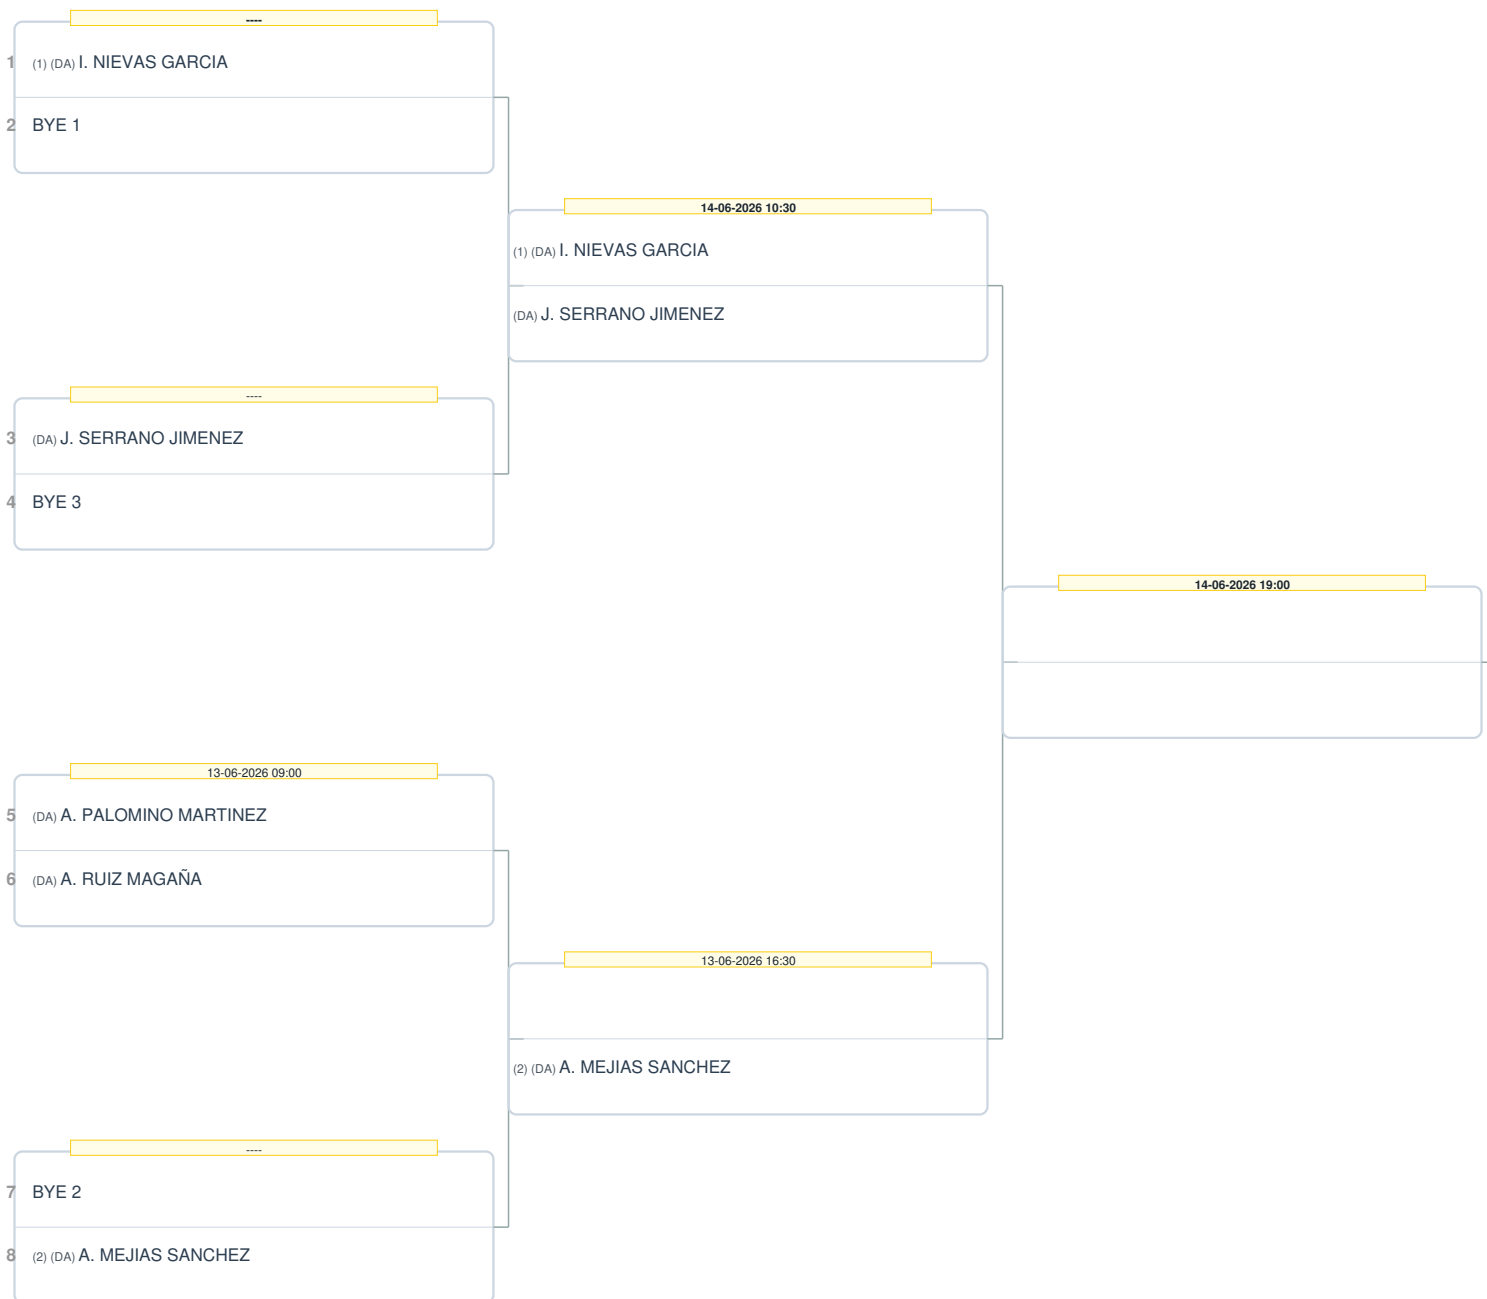 ----
1 (1) (DA) I. NIEVAS GARCIA
2 BYE 1
14-06-2026 10:30
(1) (DA) I. NIEVAS GARCIA
(DA) J. SERRANO JIMENEZ
----
3 (DA) J. SERRANO JIMENEZ
4 BYE 3
14-06-2026 19:00
13-06-2026 09:00
5 (DA) A. PALOMINO MARTINEZ
6 (DA) A. RUIZ MAGAÑA
13-06-2026 16:30
(2) (DA) A. MEJIAS SANCHEZ
----
7 BYE 2
8 (2) (DA) A. MEJIAS SANCHEZ